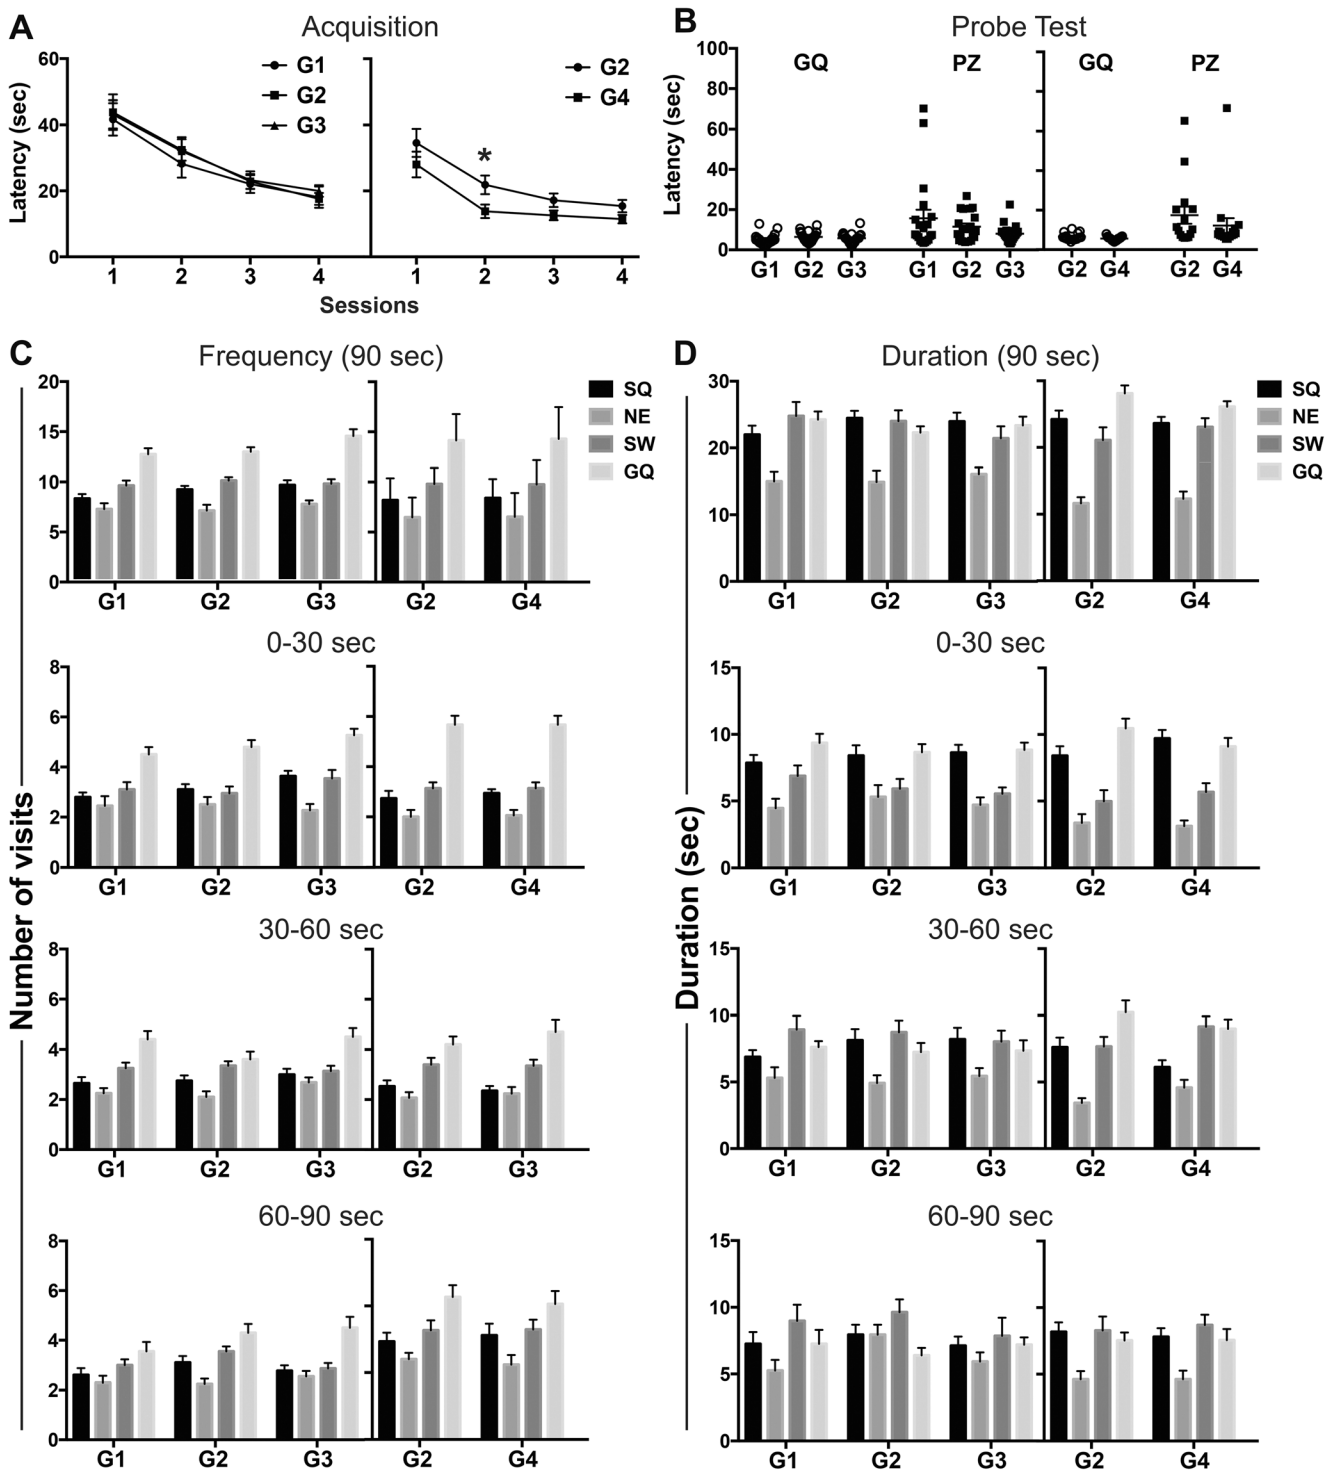 A
Acquisition
Latency (sec)
60
40
20
0
G1
G2
G3
G2
G4
*
1
2
3
4
1
2
3
4
Sessions
B
Probe Test
Latency (sec)
100
80
60
40
20
0
GQ
PZ
GQ
PZ
G1
G2
G3
G1
G2
G3
G2
G4
G2
G4
C
Frequency (90 sec)
Number of visits
20
15
10
5
0
SQ
NE
SW
GQ
G1
G2
G3
G2
G4
0-30 sec
8
6
4
2
0
G1
G2
G3
G2
G4
30-60 sec
8
6
4
2
0
G1
G2
G3
G2
G3
60-90 sec
8
6
4
2
0
G1
G2
G3
G2
G4
D
Duration (90 sec)
Duration (sec)
30
20
10
0
SQ
NE
SW
GQ
G1
G2
G3
G2
G4
0-30 sec
15
10
5
0
G1
G2
G3
G2
G4
30-60 sec
15
10
5
0
G1
G2
G3
G2
G4
60-90 sec
15
10
5
0
G1
G2
G3
G2
G4